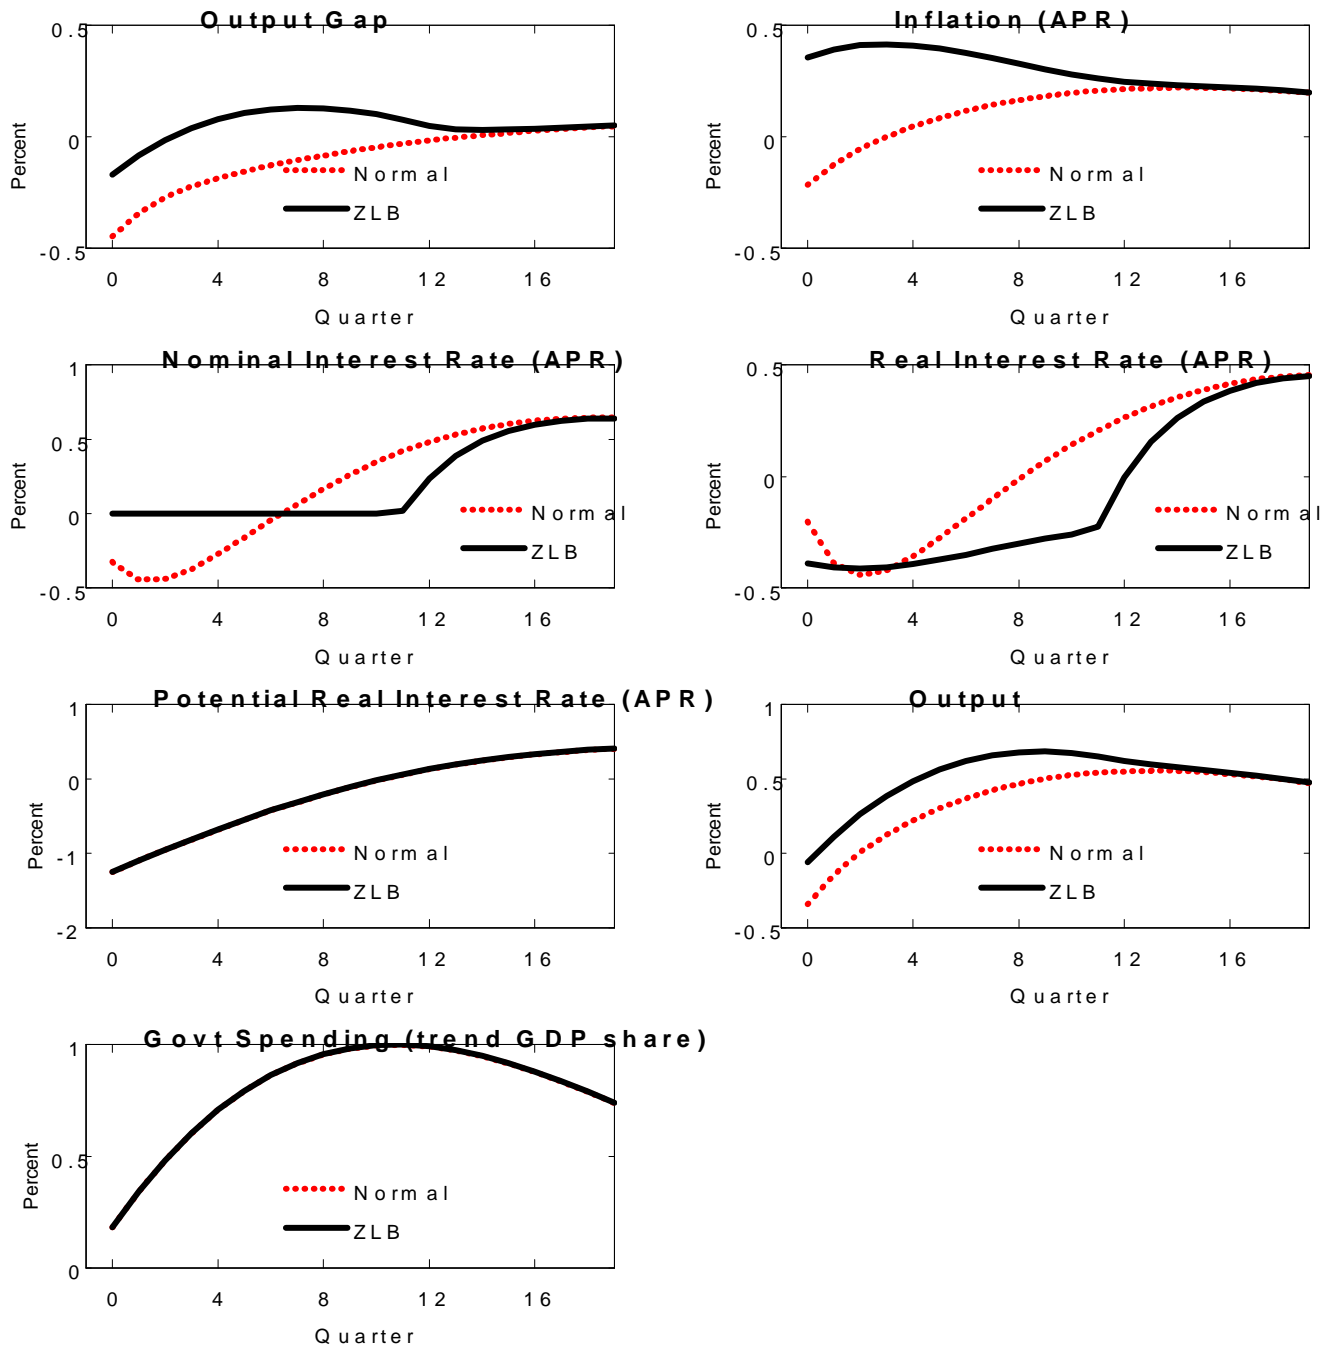 Output Gap
0.5
0
-0.5
Percent
Normal
ZLB
0 4 8 12 16
Quarter
Inflation (APR)
0.5
0
-0.5
Percent
Normal
ZLB
0 4 8 12 16
Quarter
Nominal Interest Rate (APR)
1
0.5
0
-0.5
Percent
Normal
ZLB
0 4 8 12 16
Quarter
Real Interest Rate (APR)
0.5
0
-0.5
Percent
Normal
ZLB
0 4 8 12 16
Quarter
Potential Real Interest Rate (APR)
1
0
-1
-2
Percent
Normal
ZLB
0 4 8 12 16
Quarter
Output
1
0.5
0
-0.5
Percent
Normal
ZLB
0 4 8 12 16
Quarter
Govt Spending (trend GDP share)
1
0.5
0
Percent
Normal
ZLB
0 4 8 12 16
Quarter